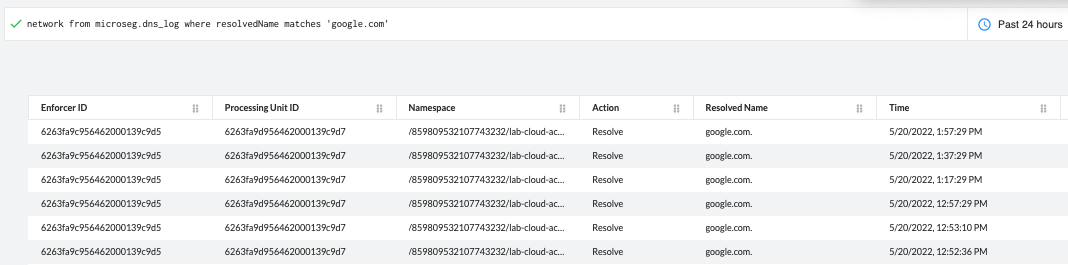 network from microseg.dns_log where resolvedName matches 'google.com' Past 24 hours
Enforcer ID Processing Unit ID Namespace Action Resolved Name Time
6263fa9c956462000139c9d5 6263fa9d956462000139c9d7 /859809532107743232/lab-cloud-ac... Resolve google.com. 5/20/2022, 1:57:29 PM
6263fa9c956462000139c9d5 6263fa9d956462000139c9d7 /859809532107743232/lab-cloud-ac... Resolve google.com. 5/20/2022, 1:37:29 PM
6263fa9c956462000139c9d5 6263fa9d956462000139c9d7 /859809532107743232/lab-cloud-ac... Resolve google.com. 5/20/2022, 1:17:29 PM
6263fa9c956462000139c9d5 6263fa9d956462000139c9d7 /859809532107743232/lab-cloud-ac... Resolve google.com. 5/20/2022, 12:57:29 PM
6263fa9c956462000139c9d5 6263fa9d956462000139c9d7 /859809532107743232/lab-cloud-ac... Resolve google.com. 5/20/2022, 12:53:10 PM
6263fa9c956462000139c9d5 6263fa9d956462000139c9d7 /859809532107743232/lab-cloud-ac... Resolve google.com. 5/20/2022, 12:52:36 PM